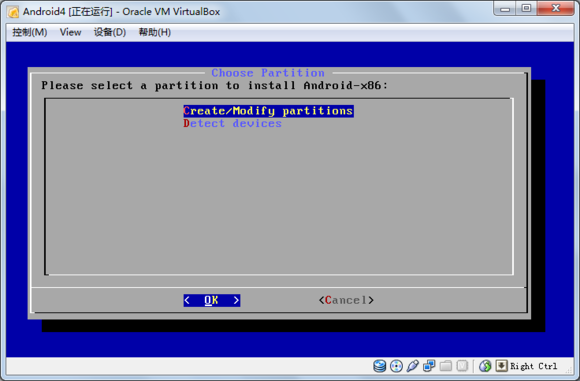 Android4 [正在运行] - Oracle VM VirtualBox
控制(M) View 设备(D) 帮助(H)
Choose Partition
Please select a partition to install Android-x86:
Create/Modify partitions
Detect devices
< OK > <Cancel>
Right Ctrl